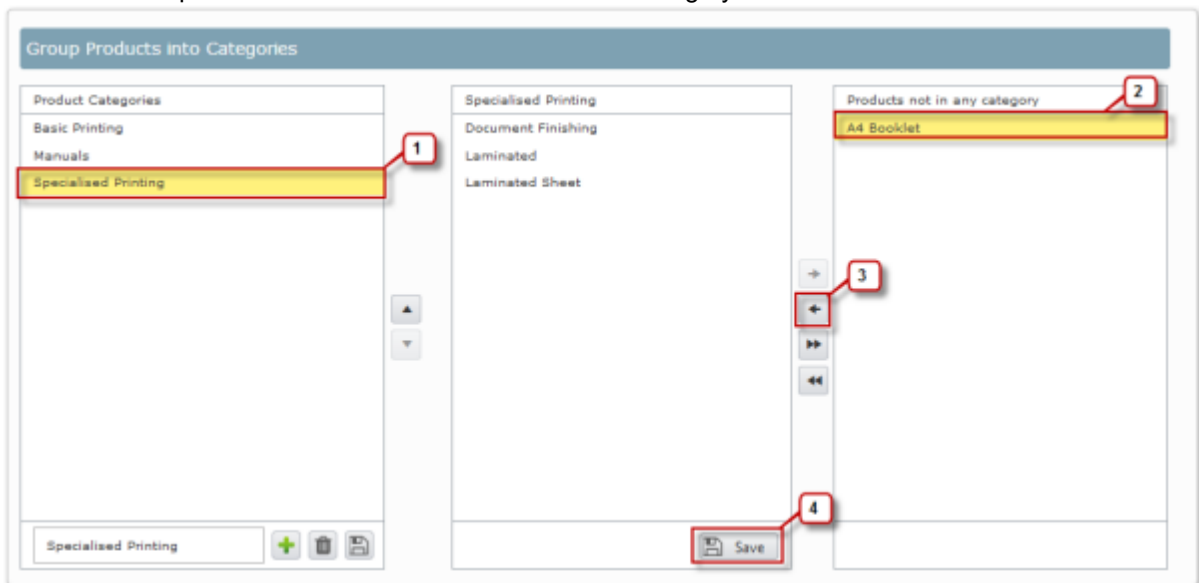 Group Products into Categories
Product Categories
Basic Printing
Manuals
Specialised Printing
1
Specialised Printing
Document Finishing
Laminated
Laminated Sheet
Products not in any category
2
A4 Booklet
3
4
Specialised Printing
Save